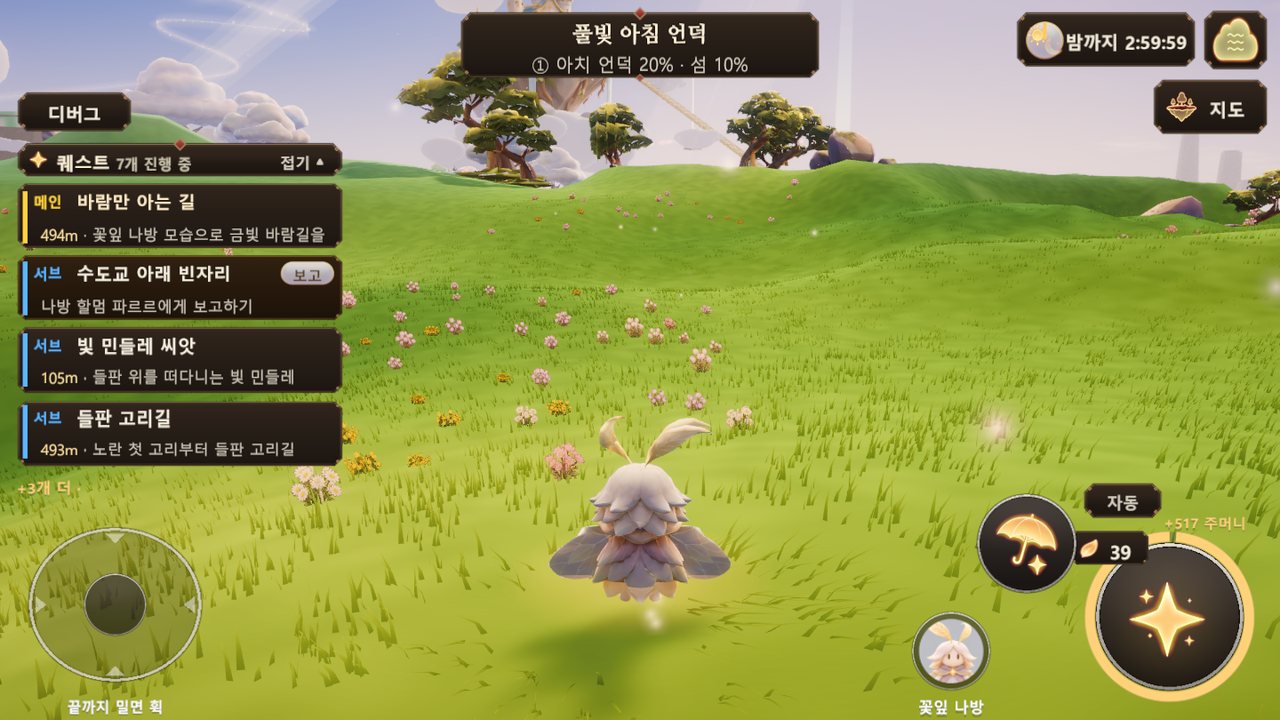 풀빛 아침 언덕
① 아치 언덕 20% · 섬 10%
밤까지 2:59:59
지도
디버그
퀘스트 7개 진행 중 접기 ▲
메인 바람만 아는 길
494m · 꽃잎 나방 모습으로 금빛 바람길을
서브 수도교 아래 빈자리 보고
나방 할멈 파르르에게 보고하기
서브 빛 민들레 씨앗
105m · 들판 위를 떠다니는 빛 민들레
서브 들판 고리길
493m · 노란 첫 고리부터 들판 고리길
+3개 더
자동
+517 주머니
39
끝까지 밀면 획
꽃잎 나방